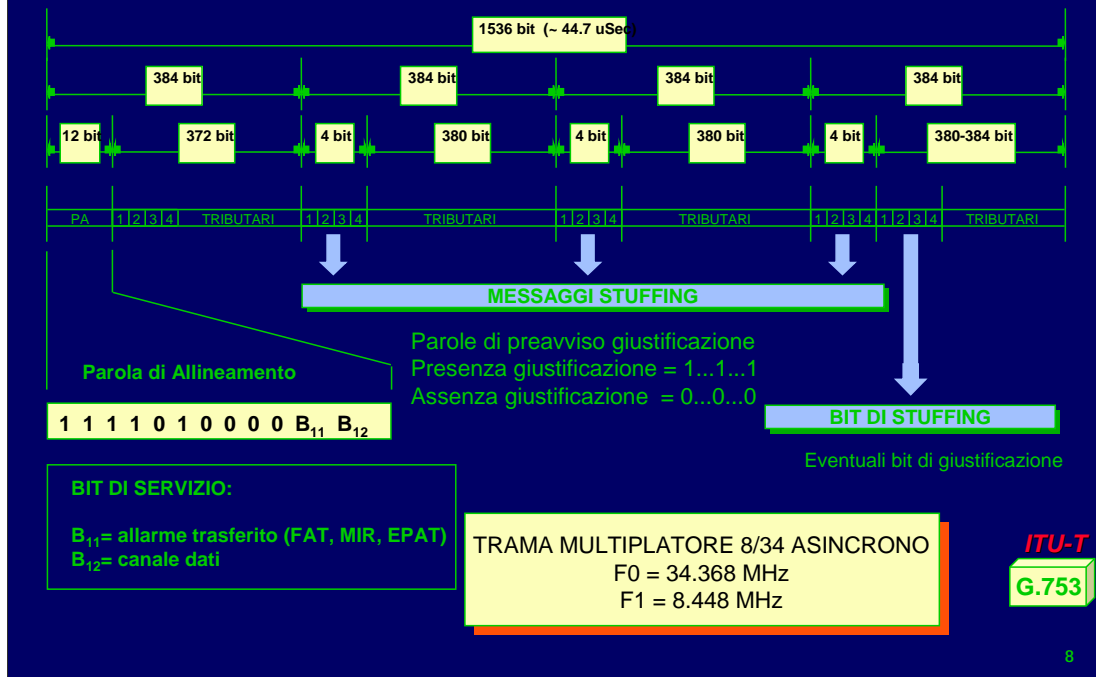 1536 bit (~ 44.7 uSec)
384 bit 384 bit 384 bit 384 bit
12 bit 372 bit 4 bit 380 bit 4 bit 380 bit 4 bit 380-384 bit
PA 1 2 3 4 TRIBUTARI 1 2 3 4 TRIBUTARI 1 2 3 4 TRIBUTARI 1 2 3 4 1 2 3 4 TRIBUTARI
MESSAGGI STUFFING
Parole di preavviso giustificazione
Presenza giustificazione = 1...1...1
Assenza giustificazione = 0...0...0
Parola di Allineamento
1 1 1 1 0 1 0 0 0 0 B11 B12
BIT DI STUFFING
Eventuali bit di giustificazione
BIT DI SERVIZIO:
B11= allarme trasferito (FAT, MIR, EPAT)
B12= canale dati
TRAMA MULTIPLATORE 8/34 ASINCRONO
F0 = 34.368 MHz
F1 = 8.448 MHz
ITU-T
G.753
8